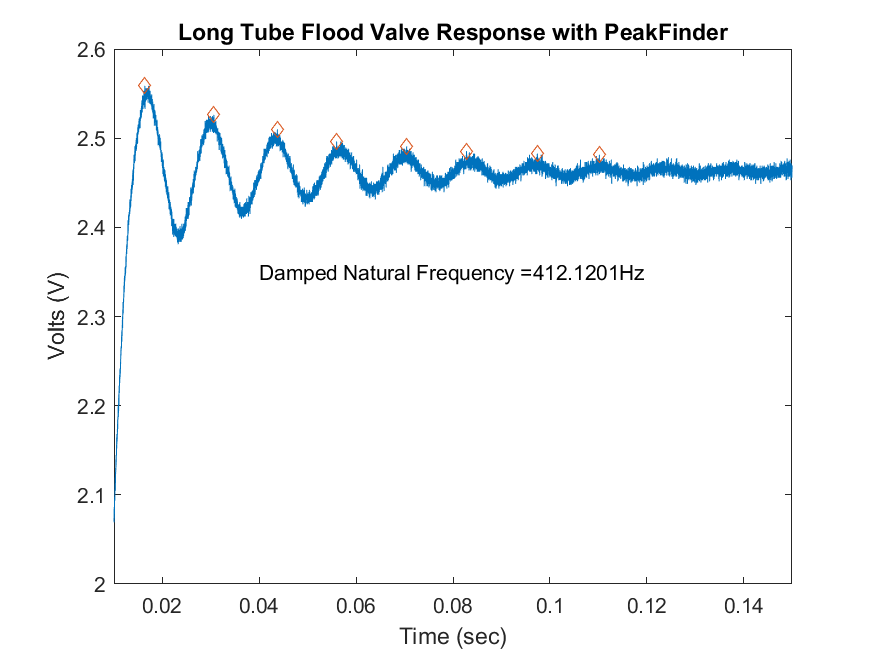 Long Tube Flood Valve Response with PeakFinder
2.6
2.5
2.4
2.3
2.2
2.1
2
Volts (V)
Damped Natural Frequency =412.1201Hz
0.02 0.04 0.06 0.08 0.1 0.12 0.14
Time (sec)